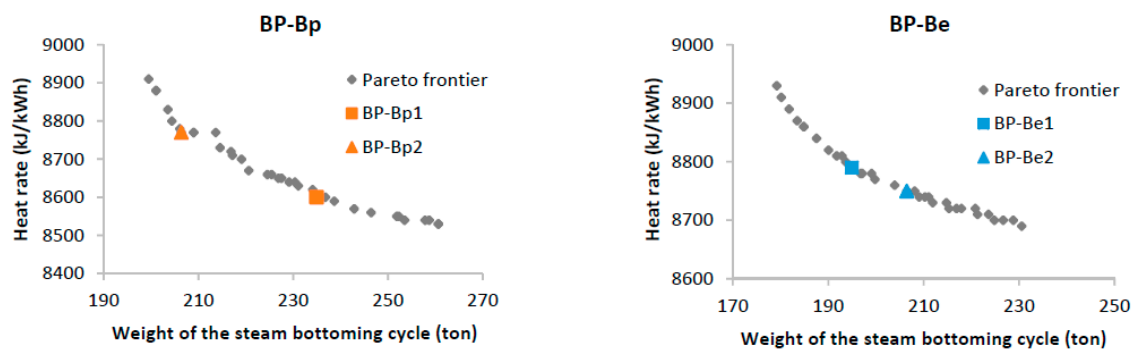 BP-Bp
Heat rate (kJ/kWh)
9000
8900
8800
8700
8600
8500
8400
190
210
230
250
270
Weight of the steam bottoming cycle (ton)
Pareto frontier
BP-Bp1
BP-Bp2
BP-Be
Heat rate (kJ/kWh)
9000
8900
8800
8700
8600
170
190
210
230
250
Weight of the steam bottoming cycle (ton)
Pareto frontier
BP-Be1
BP-Be2